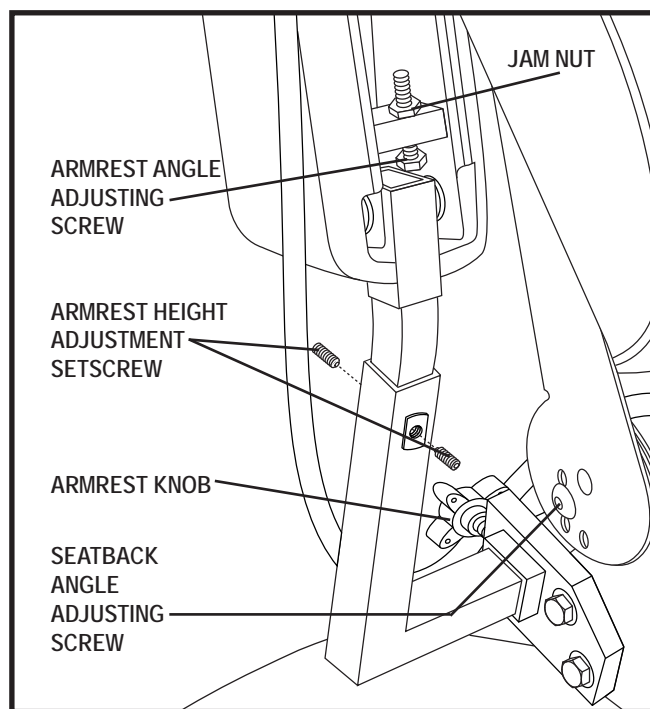 JAM NUT
ARMREST ANGLE
ADJUSTING
SCREW
ARMREST HEIGHT
ADJUSTMENT
SETSCREW
ARMREST KNOB
SEATBACK
ANGLE
ADJUSTING
SCREW